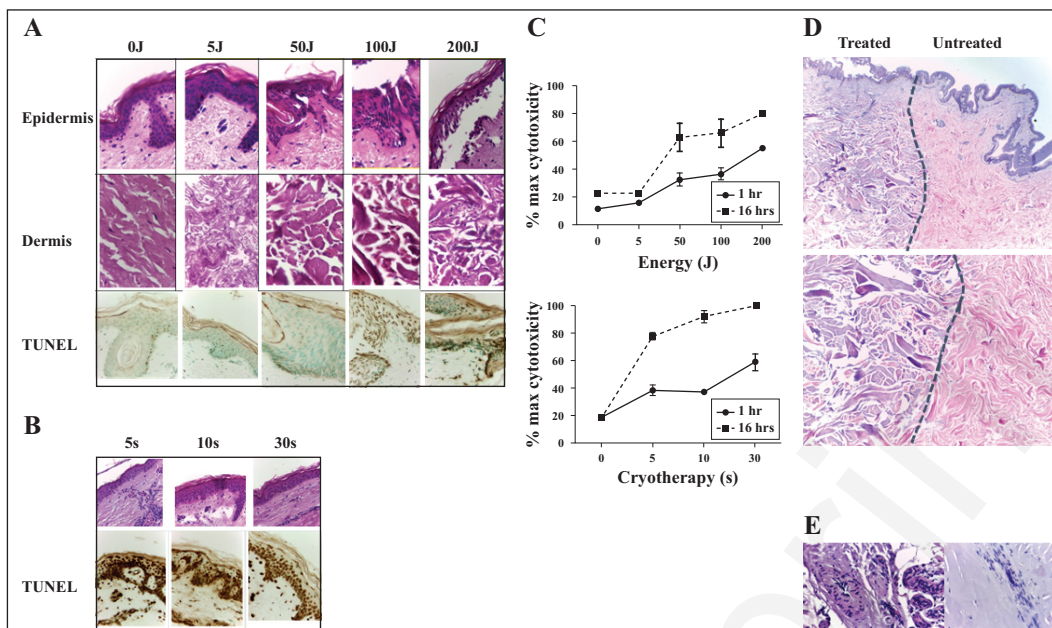 A
0J 5J 50J 100J 200J
Epidermis
Dermis
TUNEL
B
5s 10s 30s
TUNEL
C
% max cytotoxicity
80
60
40
20
0
1 hr
16 hrs
0 5 50 100 200
Energy (J)
% max cytotoxicity
100
80
60
40
20
0
1 hr
16 hrs
0 5 10 30
Cryotherapy (s)
D
Treated Untreated
E